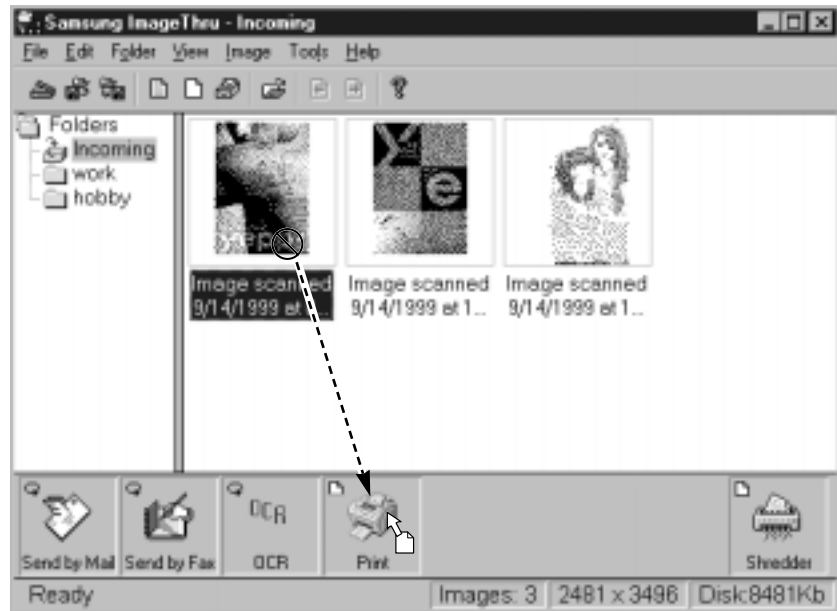 Samsung ImageThru - Incoming
File Edit Folder View Image Tools Help
Folders
Incoming
work
hobby
Ye
Image scanned
9/14/1999 at 1...
Image scanned
9/14/1999 at 1...
Image scanned
9/14/1999 at 1...
OCR
Send by Mail Send by Fax OCR Print Shredder
Ready Images: 3 2481 x 3496 Disk:8481Kb